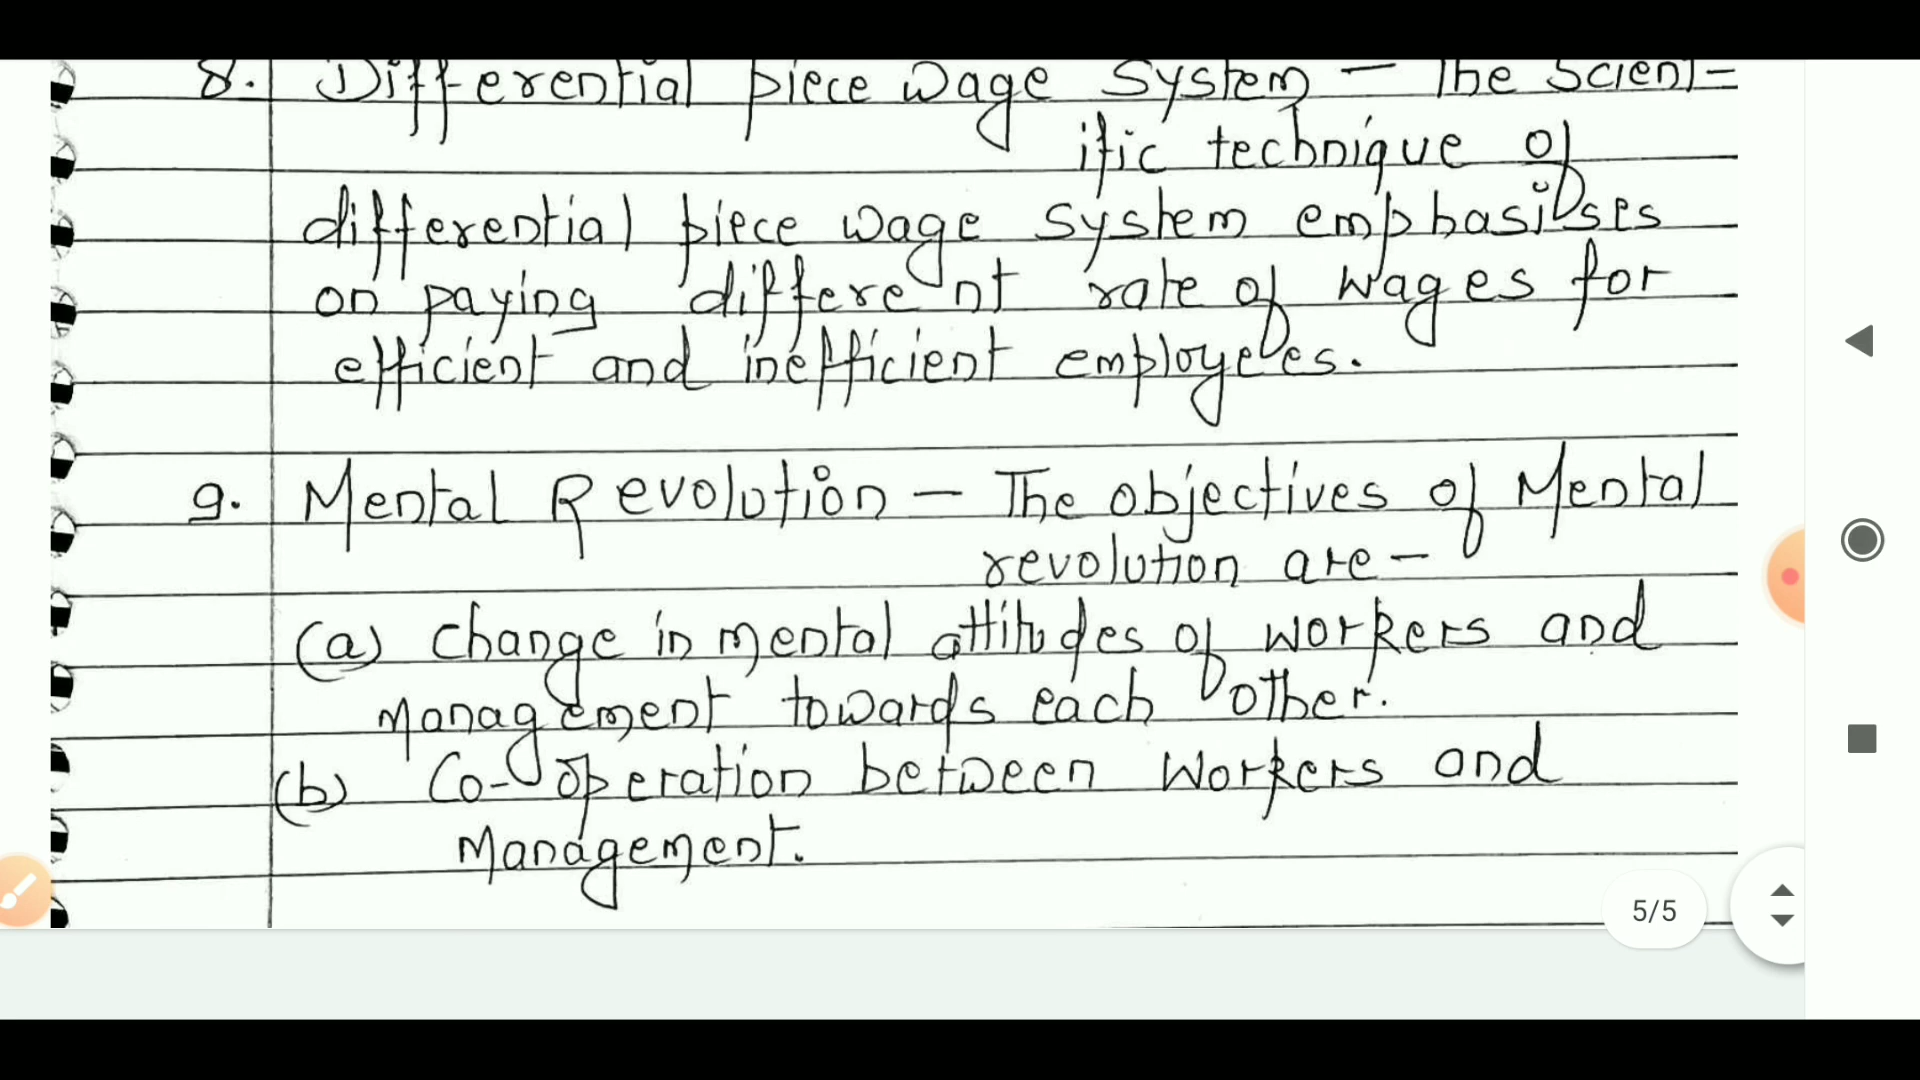 8. Differential piece wage System - The Scient-
ific technique of
differential piece wage system emphasises
on paying different rate of wages for
efficient and inefficient employees.
9. Mental Revolution - The objectives of Mental
revolution are -
(a) change in mental attitudes of workers and
Management towards each other.
(b) Co-operation between Workers and
Management.
5/5